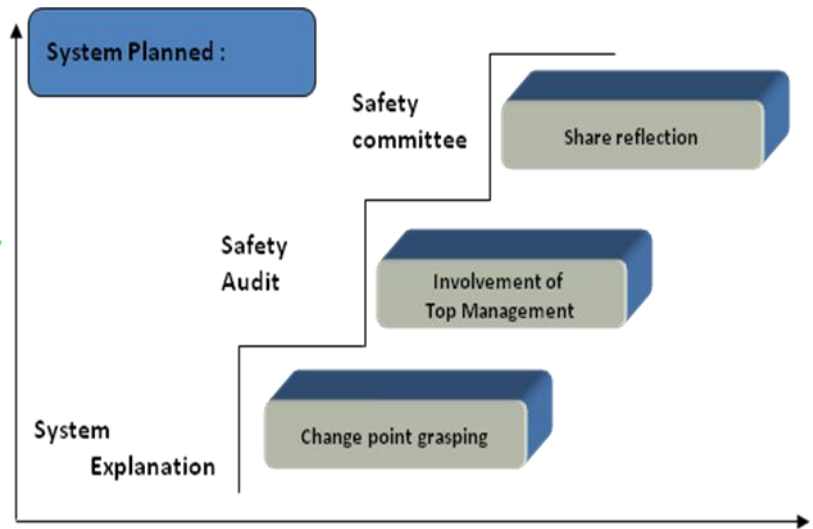 System Planned :
Safety
committee
Share reflection
Safety
Audit
Involvement of
Top Management
System
Explanation
Change point grasping